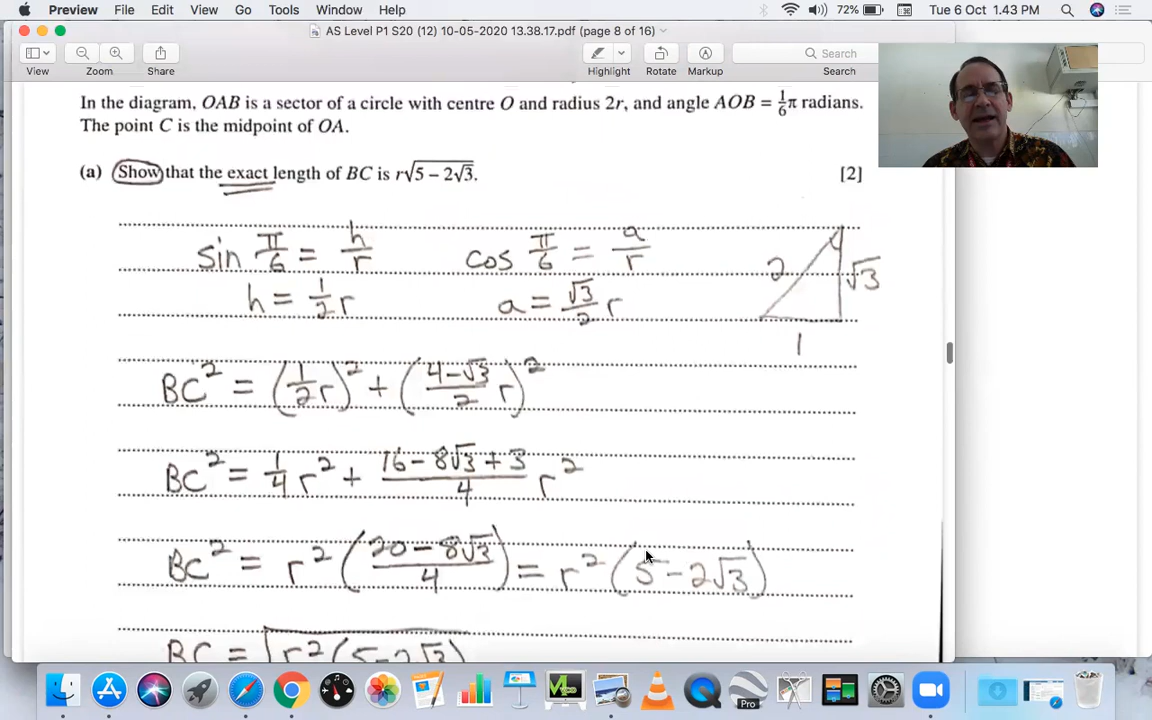 Preview File Edit View Go Tools Window Help 72% Tue 6 Oct 1.43 PM
AS Level P1 S20 (12) 10-05-2020 13.38.17.pdf (page 8 of 16)
View Zoom Share Highlight Rotate Markup Search
Search
In the diagram, OAB is a sector of a circle with centre O and radius 2r, and angle AOB = 1/6 π radians.
The point C is the midpoint of OA.
(a) Show that the exact length of BC is r√(5 − 2√3). [2]
sin π/6 = h/r cos π/6 = a/r
2 √3
h = 1/2 r a = √3/2 r
1
BC² = (1/2 r)² + (4−√3/2 r)²
BC² = 1/4 r² + 16−8√3+3/4 r²
BC² = r² (20−8√3/4) = r² (5−2√3)
BC = √r²(5−2√3)
Pro